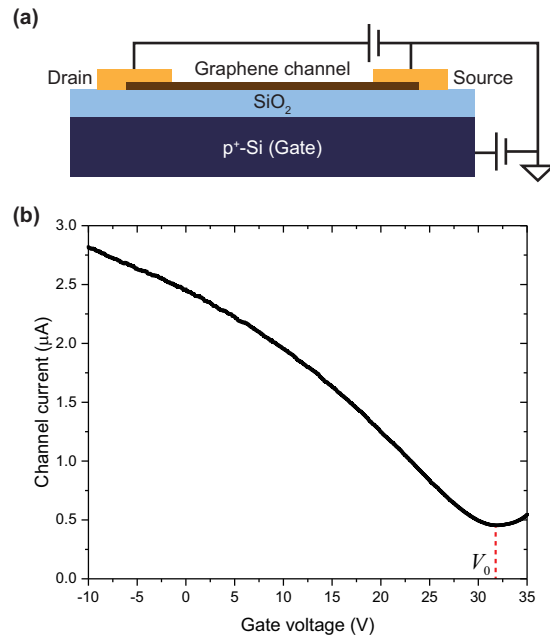 (a)
Drain
Graphene channel
Source
SiO₂
p⁺-Si (Gate)
(b)
Channel current (μA)
3.0
2.5
2.0
1.5
1.0
0.5
0.0
V₀
-10 -5 0 5 10 15 20 25 30 35
Gate voltage (V)